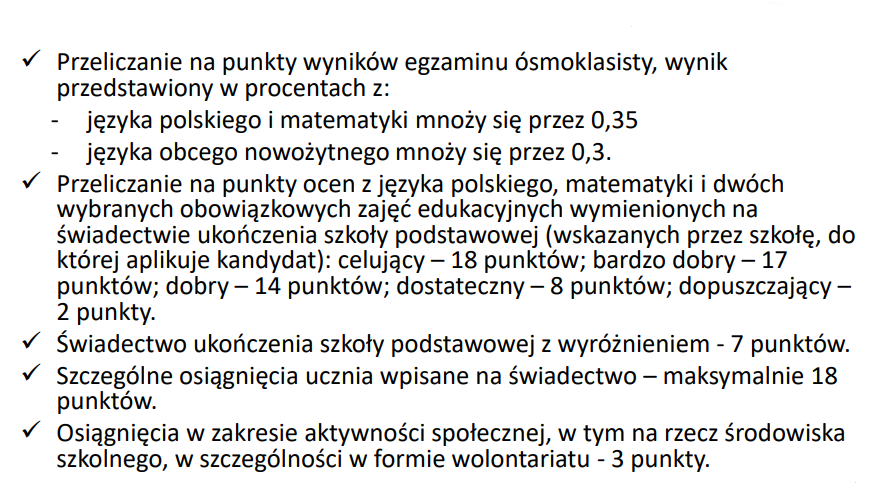 ✓ Przeliczanie na punkty wyników egzaminu ósmoklasisty, wynik
przedstawiony w procentach z:
- języka polskiego i matematyki mnoży się przez 0,35
- języka obcego nowożytnego mnoży się przez 0,3.
✓ Przeliczanie na punkty ocen z języka polskiego, matematyki i dwóch
wybranych obowiązkowych zajęć edukacyjnych wymienionych na
świadectwie ukończenia szkoły podstawowej (wskazanych przez szkołę, do
której aplikuje kandydat): celujący – 18 punktów; bardzo dobry – 17
punktów; dobry – 14 punktów; dostateczny – 8 punktów; dopuszczający –
2 punkty.
✓ Świadectwo ukończenia szkoły podstawowej z wyróżnieniem - 7 punktów.
✓ Szczególne osiągnięcia ucznia wpisane na świadectwo – maksymalnie 18
punktów.
✓ Osiągnięcia w zakresie aktywności społecznej, w tym na rzecz środowiska
szkolnego, w szczególności w formie wolontariatu - 3 punkty.